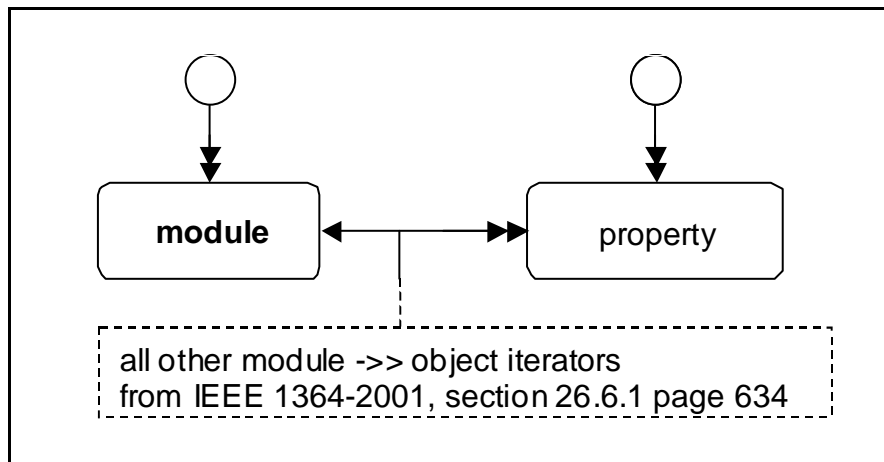 module
property
all other module ->> object iterators
from IEEE 1364-2001, section 26.6.1 page 634